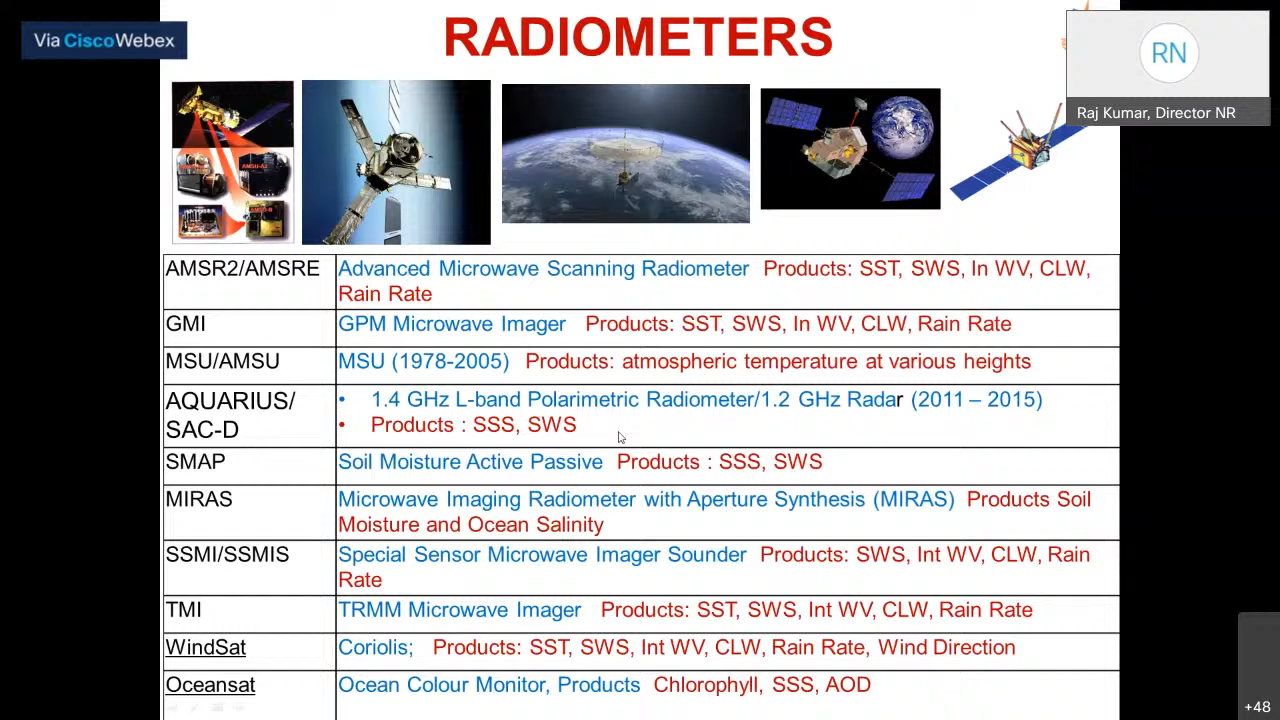 Via Cisco Webex
RADIOMETERS
RN
Raj Kumar, Director NR
AMSU-A2
AMSR2/AMSRE
Advanced Microwave Scanning Radiometer Products: SST, SWS, In WV, CLW,
Rain Rate
GMI
GPM Microwave Imager Products: SST, SWS, In WV, CLW, Rain Rate
MSU/AMSU
MSU (1978-2005) Products: atmospheric temperature at various heights
AQUARIUS/
SAC-D
• 1.4 GHz L-band Polarimetric Radiometer/1.2 GHz Radar (2011 – 2015)
• Products : SSS, SWS
SMAP
Soil Moisture Active Passive Products : SSS, SWS
MIRAS
Microwave Imaging Radiometer with Aperture Synthesis (MIRAS) Products Soil
Moisture and Ocean Salinity
SSMI/SSMIS
Special Sensor Microwave Imager Sounder Products: SWS, Int WV, CLW, Rain
Rate
TMI
TRMM Microwave Imager Products: SST, SWS, Int WV, CLW, Rain Rate
WindSat
Coriolis; Products: SST, SWS, Int WV, CLW, Rain Rate, Wind Direction
Oceansat
Ocean Colour Monitor, Products Chlorophyll, SSS, AOD
+48